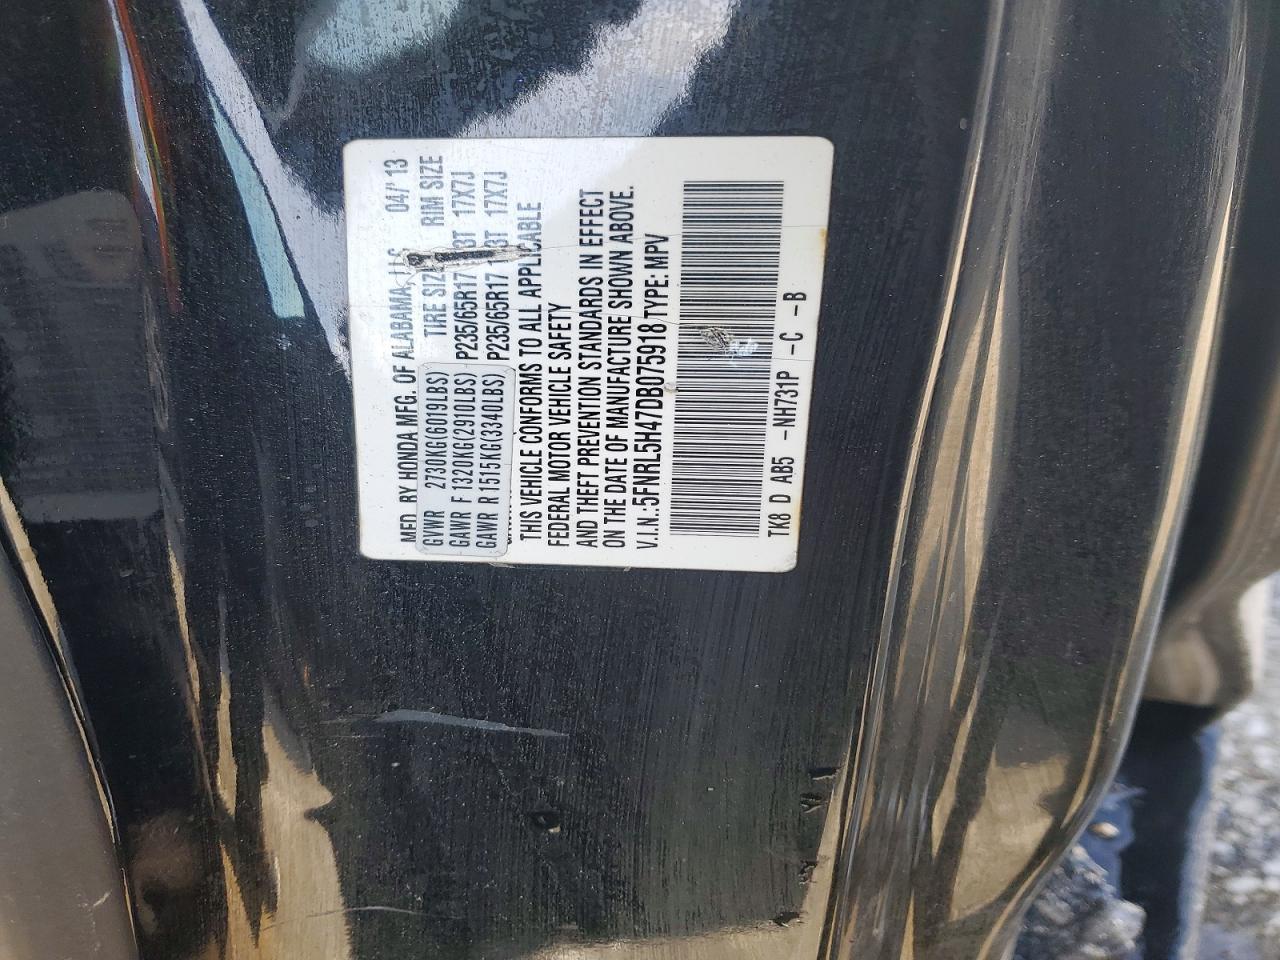 MFD BY HONDA MFG. OF ALABAMA, 04/' 13
GVWR 2730KG(6019LBS) TIRE SIZE RIM SIZE
GAWR F 1320KG(2910LBS) P235/65R17 17X7J
GAWR R 1515KG(3340LBS) P235/65R17 17X7J
THIS VEHICLE CONFORMS TO ALL APPLICABLE
FEDERAL MOTOR VEHICLE SAFETY
AND THEFT PREVENTION STANDARDS IN EFFECT
ON THE DATE OF MANUFACTURE SHOWN ABOVE.
V.I.N.:5FNRL5H47DB075918 TYPE: MPV
TK8 D AB5 -NH731P -C -B